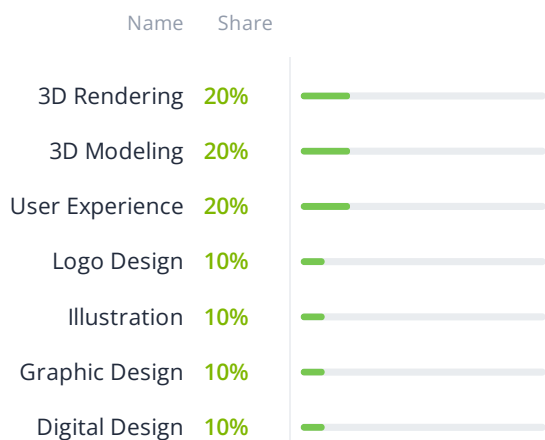 Name Share
3D Rendering 20%
3D Modeling 20%
User Experience 20%
Logo Design 10%
Illustration 10%
Graphic Design 10%
Digital Design 10%